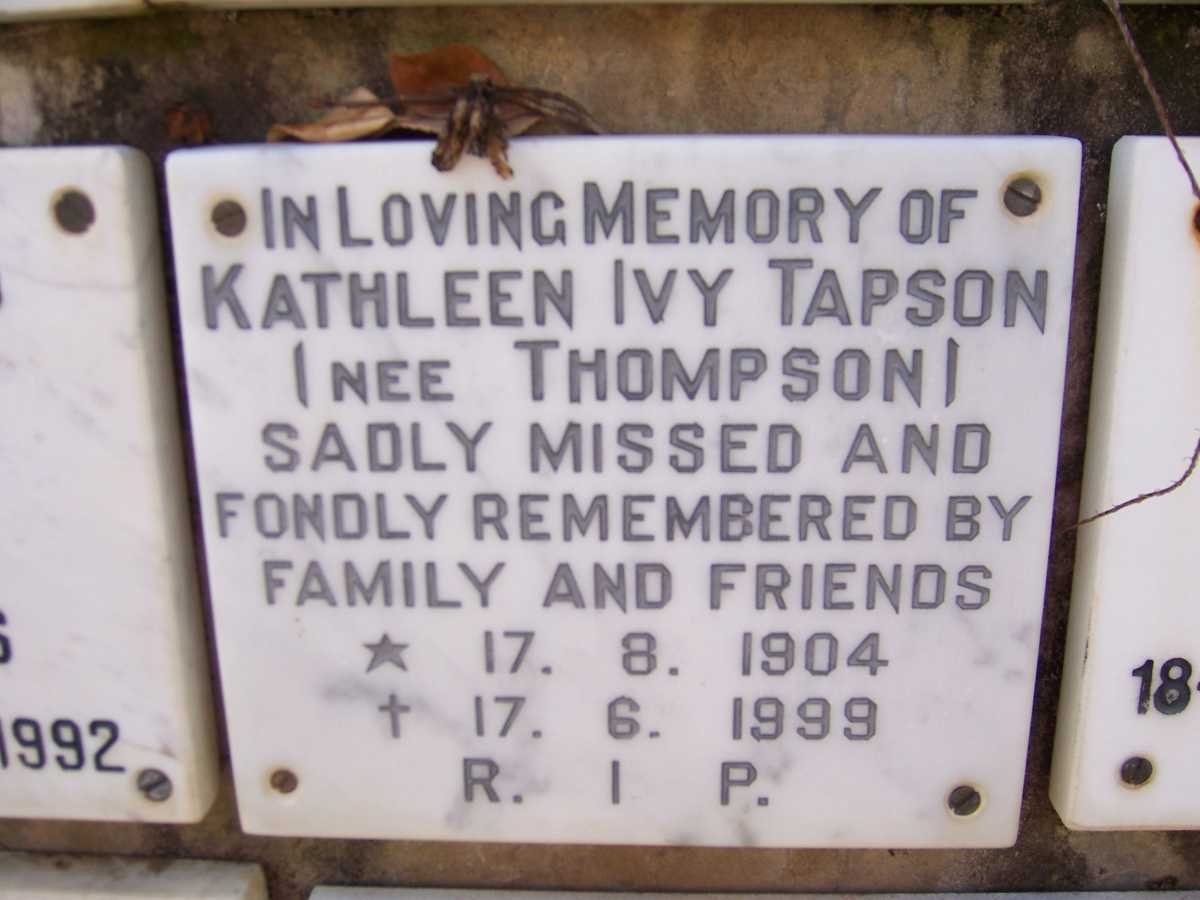 IN LOVING MEMORY OF
KATHLEEN IVY TAPSON
(NEE THOMPSON)
SADLY MISSED AND
FONDLY REMEMBERED BY
FAMILY AND FRIENDS
★ 17. 8. 1904
† 17. 6. 1999
R. I P.
1992
18-